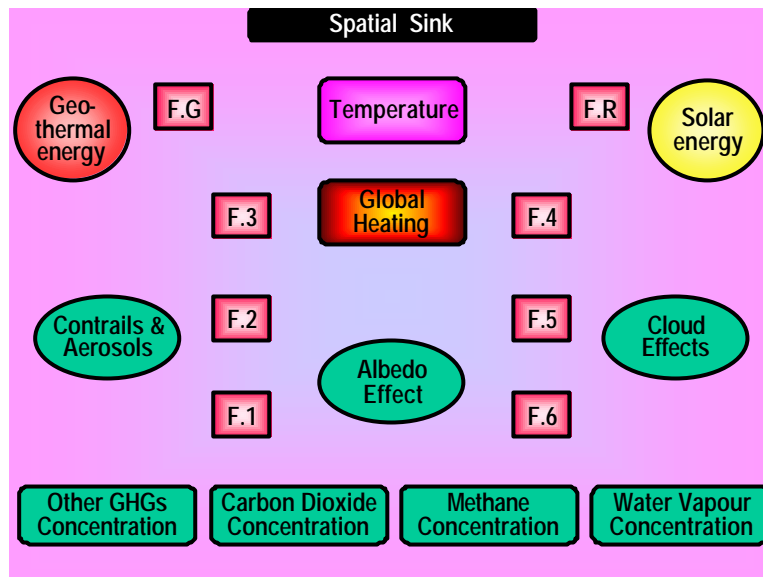 Spatial Sink
Geo-
thermal
energy
F.G
Temperature
F.R
Solar
energy
F.3
Global
Heating
F.4
Contrails &
Aerosols
F.2
F.5
Cloud
Effects
Albedo
Effect
F.1
F.6
Other GHGs
Concentration
Carbon Dioxide
Concentration
Methane
Concentration
Water Vapour
Concentration